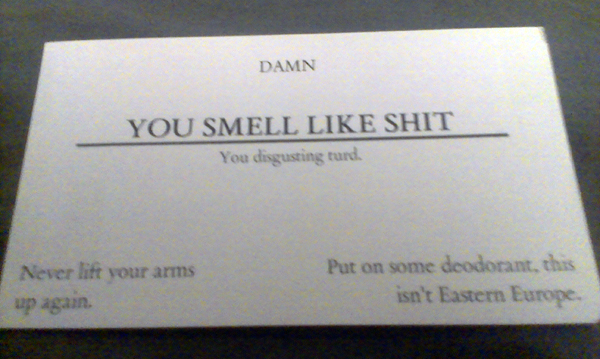 DAMN
YOU SMELL LIKE SHIT
You disgusting turd.
Never lift your arms
up again.
Put on some deodorant, this
isn't Eastern Europe.